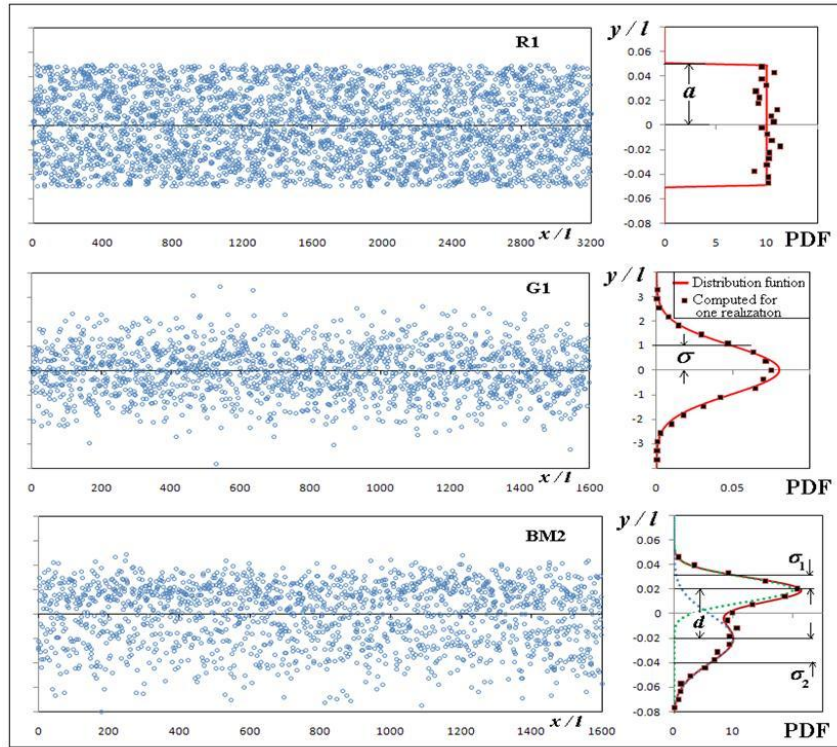 R1
0 400 800 1200 1600 2000 2400 2800 3200
x / l
y / l
0.06
0.04
0.02
0
-0.02
-0.04
-0.06
-0.08
a
0 5 10 PDF
G1
0 200 400 600 800 1000 1200 1400 1600
x / l
y / l
3
2
1
0
-1
-2
-3
Distribution funtion
Computed for
one realization
σ
0 0.05 PDF
BM2
0 200 400 600 800 1000 1200 1400 1600
x / l
y / l
0.08
0.06
0.04
0.02
0
-0.02
-0.04
-0.06
-0.08
σ1
d
σ2
0 10 PDF